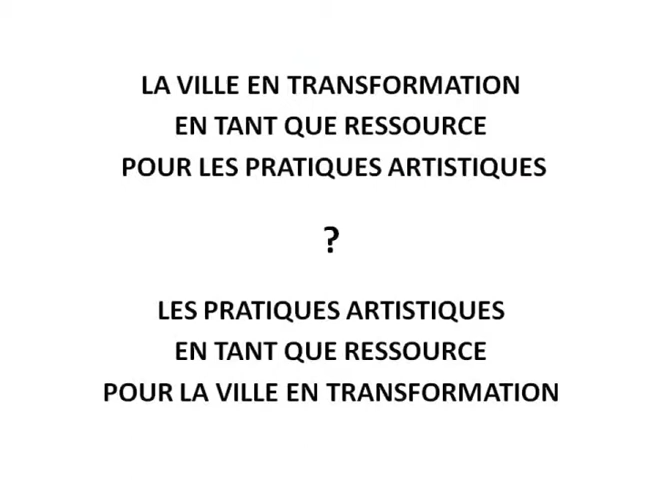 LA VILLE EN TRANSFORMATION
EN TANT QUE RESSOURCE
POUR LES PRATIQUES ARTISTIQUES
?
LES PRATIQUES ARTISTIQUES
EN TANT QUE RESSOURCE
POUR LA VILLE EN TRANSFORMATION